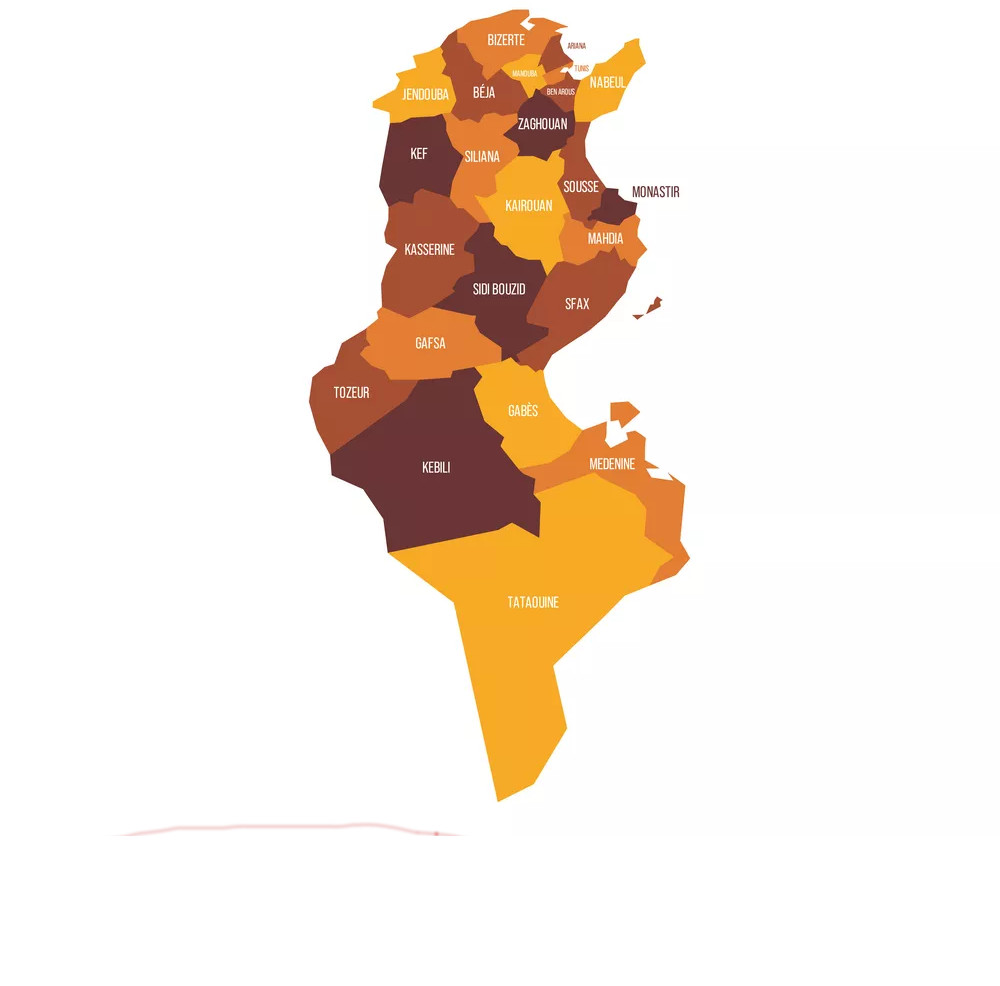 BIZERTE
ARIANA
TUNIS
MANOUBA
NABEUL
JENDOUBA
BÉJA
BEN AROUS
ZAGHOUAN
KEF
SILIANA
SOUSSE
MONASTIR
KAIROUAN
MAHDIA
KASSERINE
SIDI BOUZID
SFAX
GAFSA
TOZEUR
GABÈS
KEBILI
MEDENINE
TATAOUINE